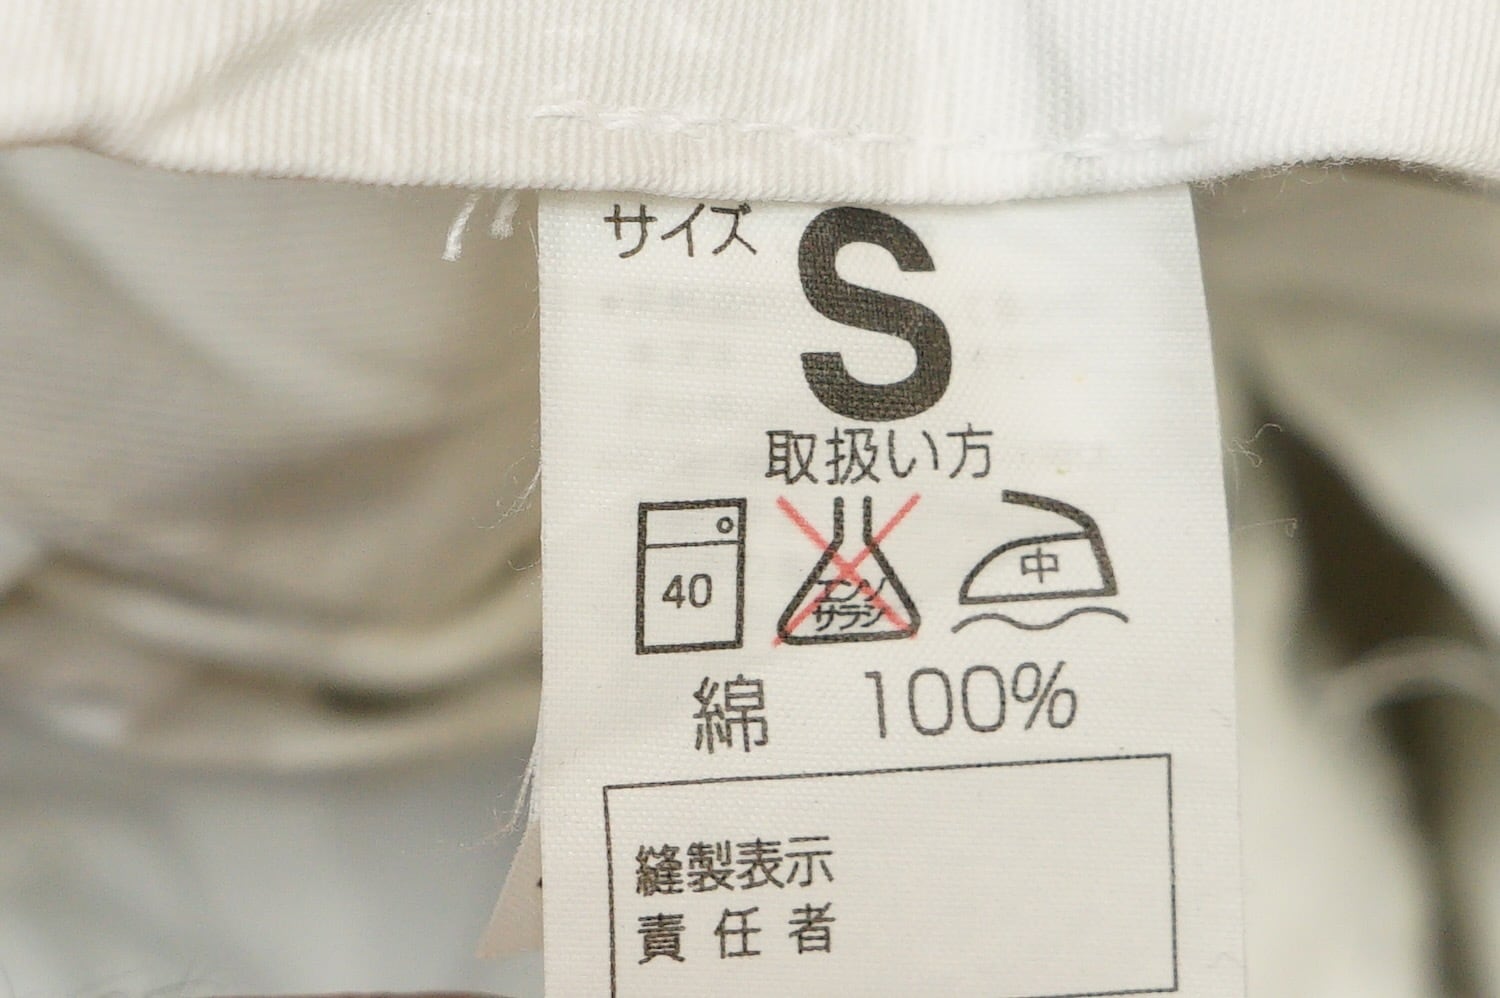 サイズ S
取扱い方
40
エンソ
サラシ
中
綿 100%
縫製表示
責任者